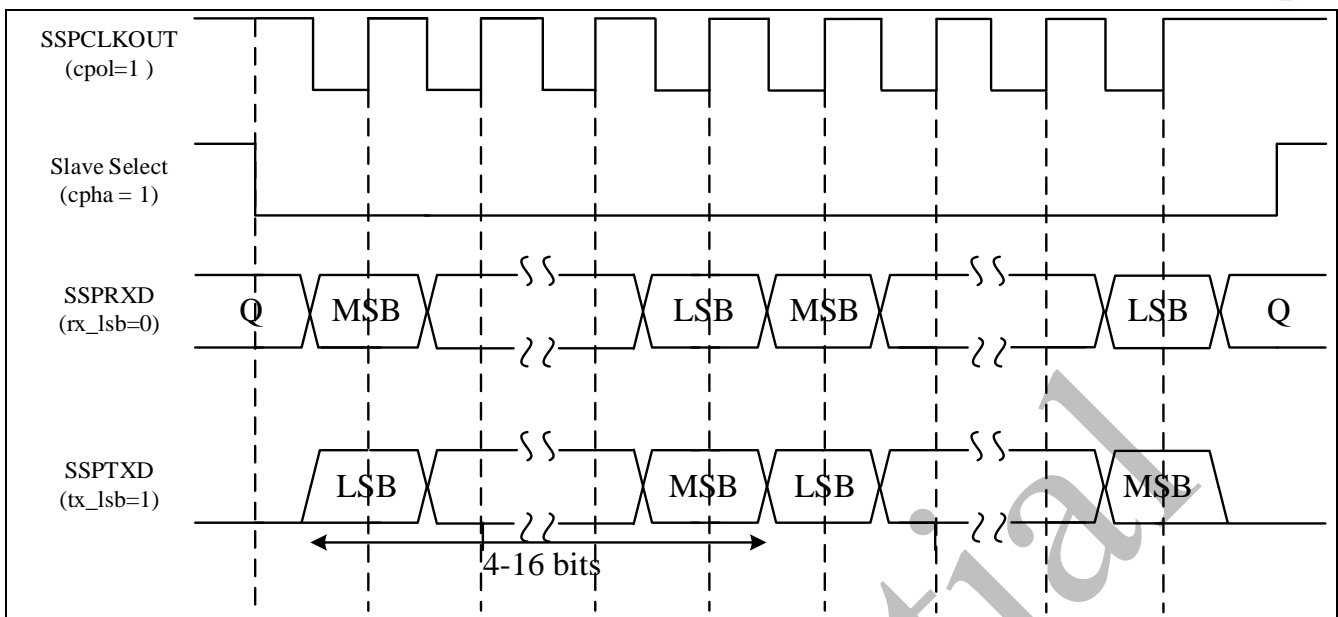 SSPCLKOUT
(cpol=1 )
Slave Select
(cpha = 1)
SSPRXD
(rx_lsb=0)
Q MSB LSB MSB LSB Q
SSPTXD
(tx_lsb=1)
LSB MSB LSB MSB
4-16 bits
tial